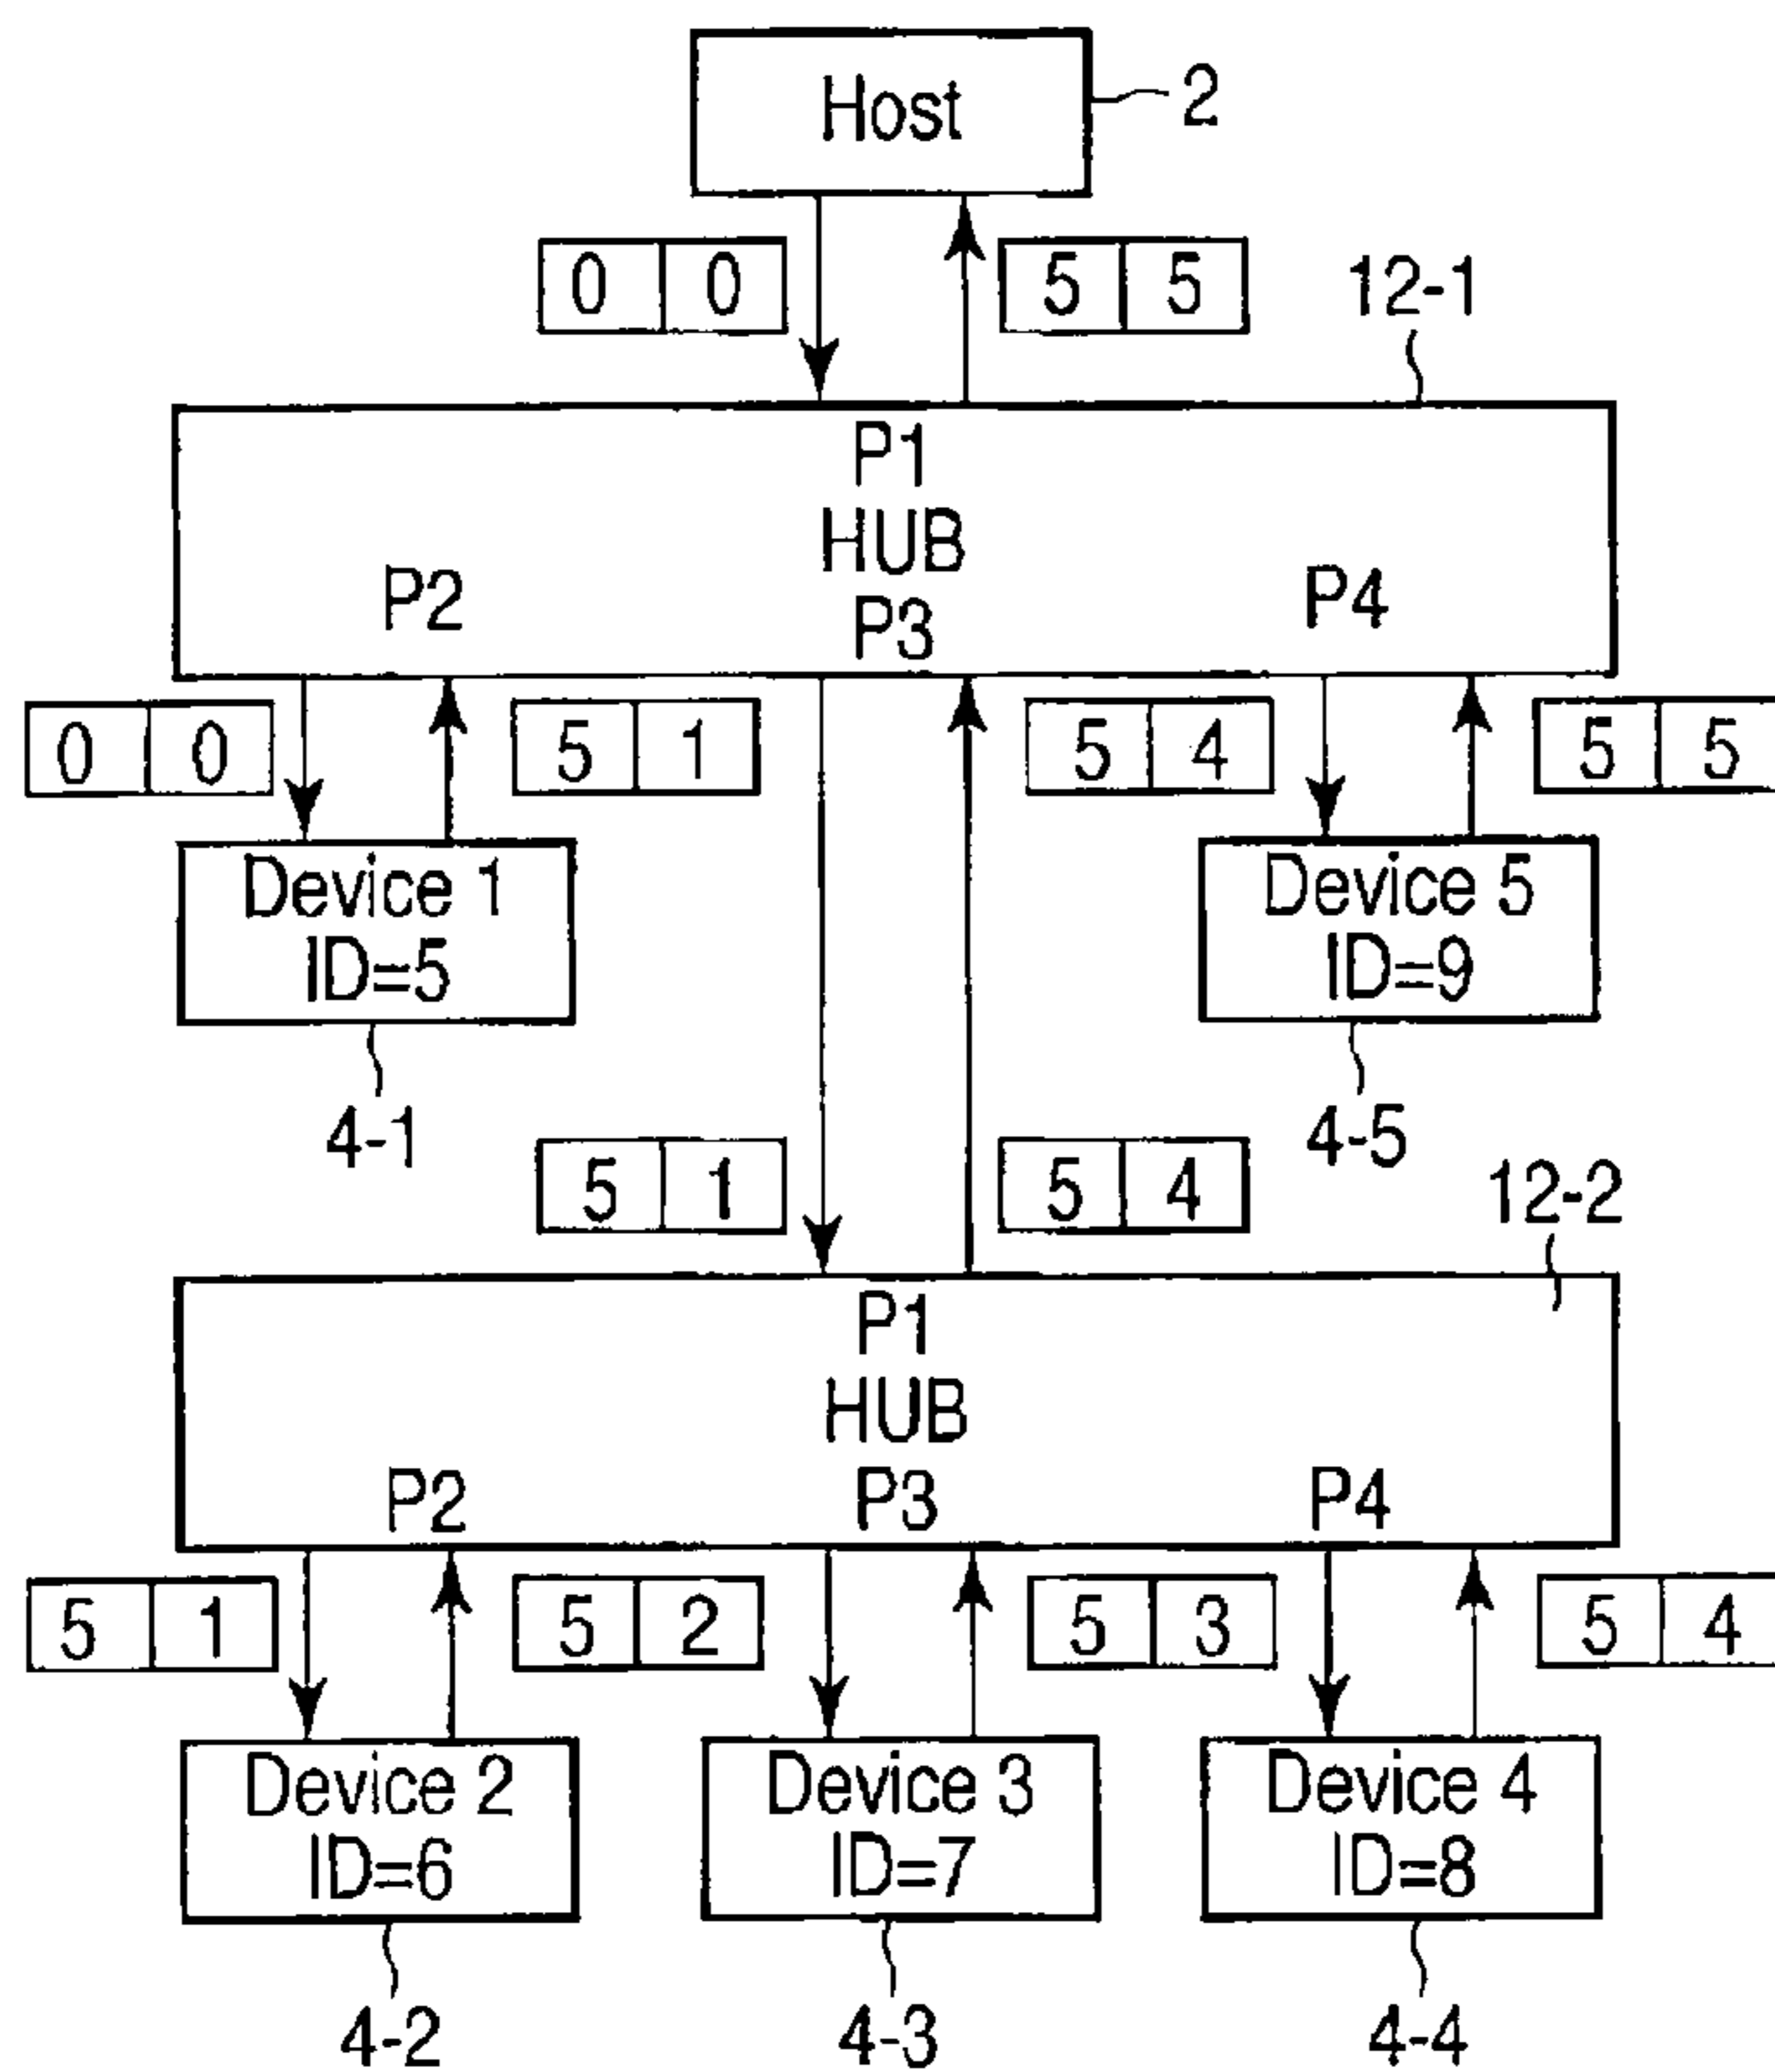 Host
2
0 0
5 5
12-1
P1
HUB
P2
P3
P4
0 0
5 1
5 4
5 5
Device 1
ID=5
Device 5
ID=9
4-1
4-5
5 1
5 4
12-2
P1
HUB
P2
P3
P4
5 1
5 2
5 3
5 4
Device 2
ID=6
Device 3
ID=7
Device 4
ID=8
4-2
4-3
4-4